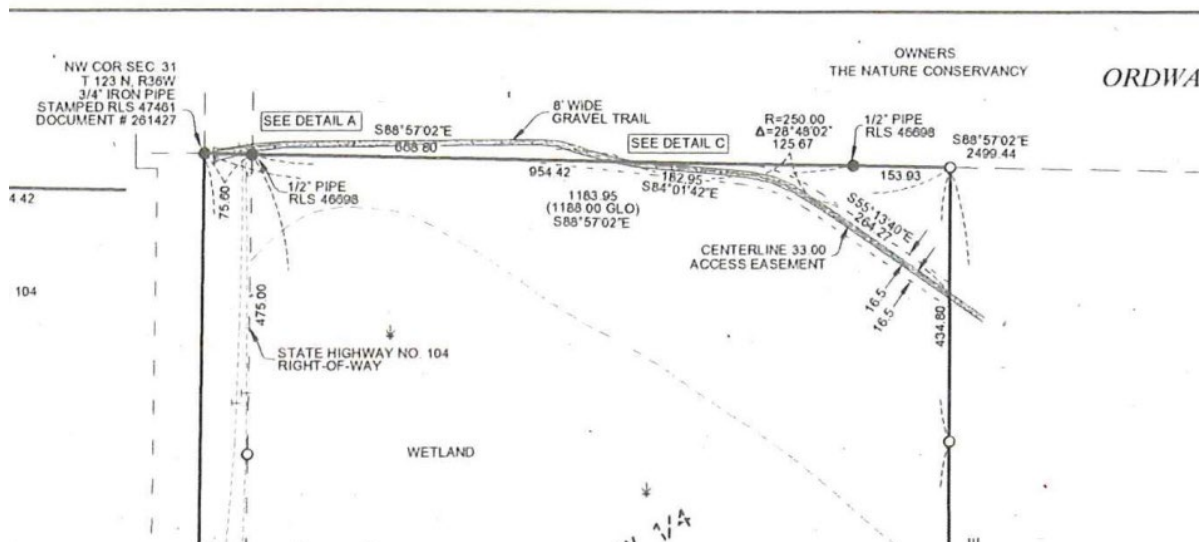 OWNERS
THE NATURE CONSERVANCY
ORDWA
NW COR SEC 31
T 123 N, R36W
3/4" IRON PIPE
STAMPED RLS 47461
DOCUMENT # 261427
SEE DETAIL A
S88°57'02"E
668.80
8' WIDE
GRAVEL TRAIL
SEE DETAIL C
R=250.00
Δ=28°48'02"
125.67
1/2" PIPE
RLS 46698
S88°57'02"E
2499.44
153.93
954.42
182.95
S84°01'42"E
1183.95
(1188.00 GLO)
S88°57'02"E
1/2" PIPE
RLS 46698
75.60
4 42
S55°13'40"E
264.27
CENTERLINE 33.00
ACCESS EASEMENT
16.5
16.5
434.80
104
475.00
STATE HIGHWAY NO. 104
RIGHT-OF-WAY
WETLAND
1/4